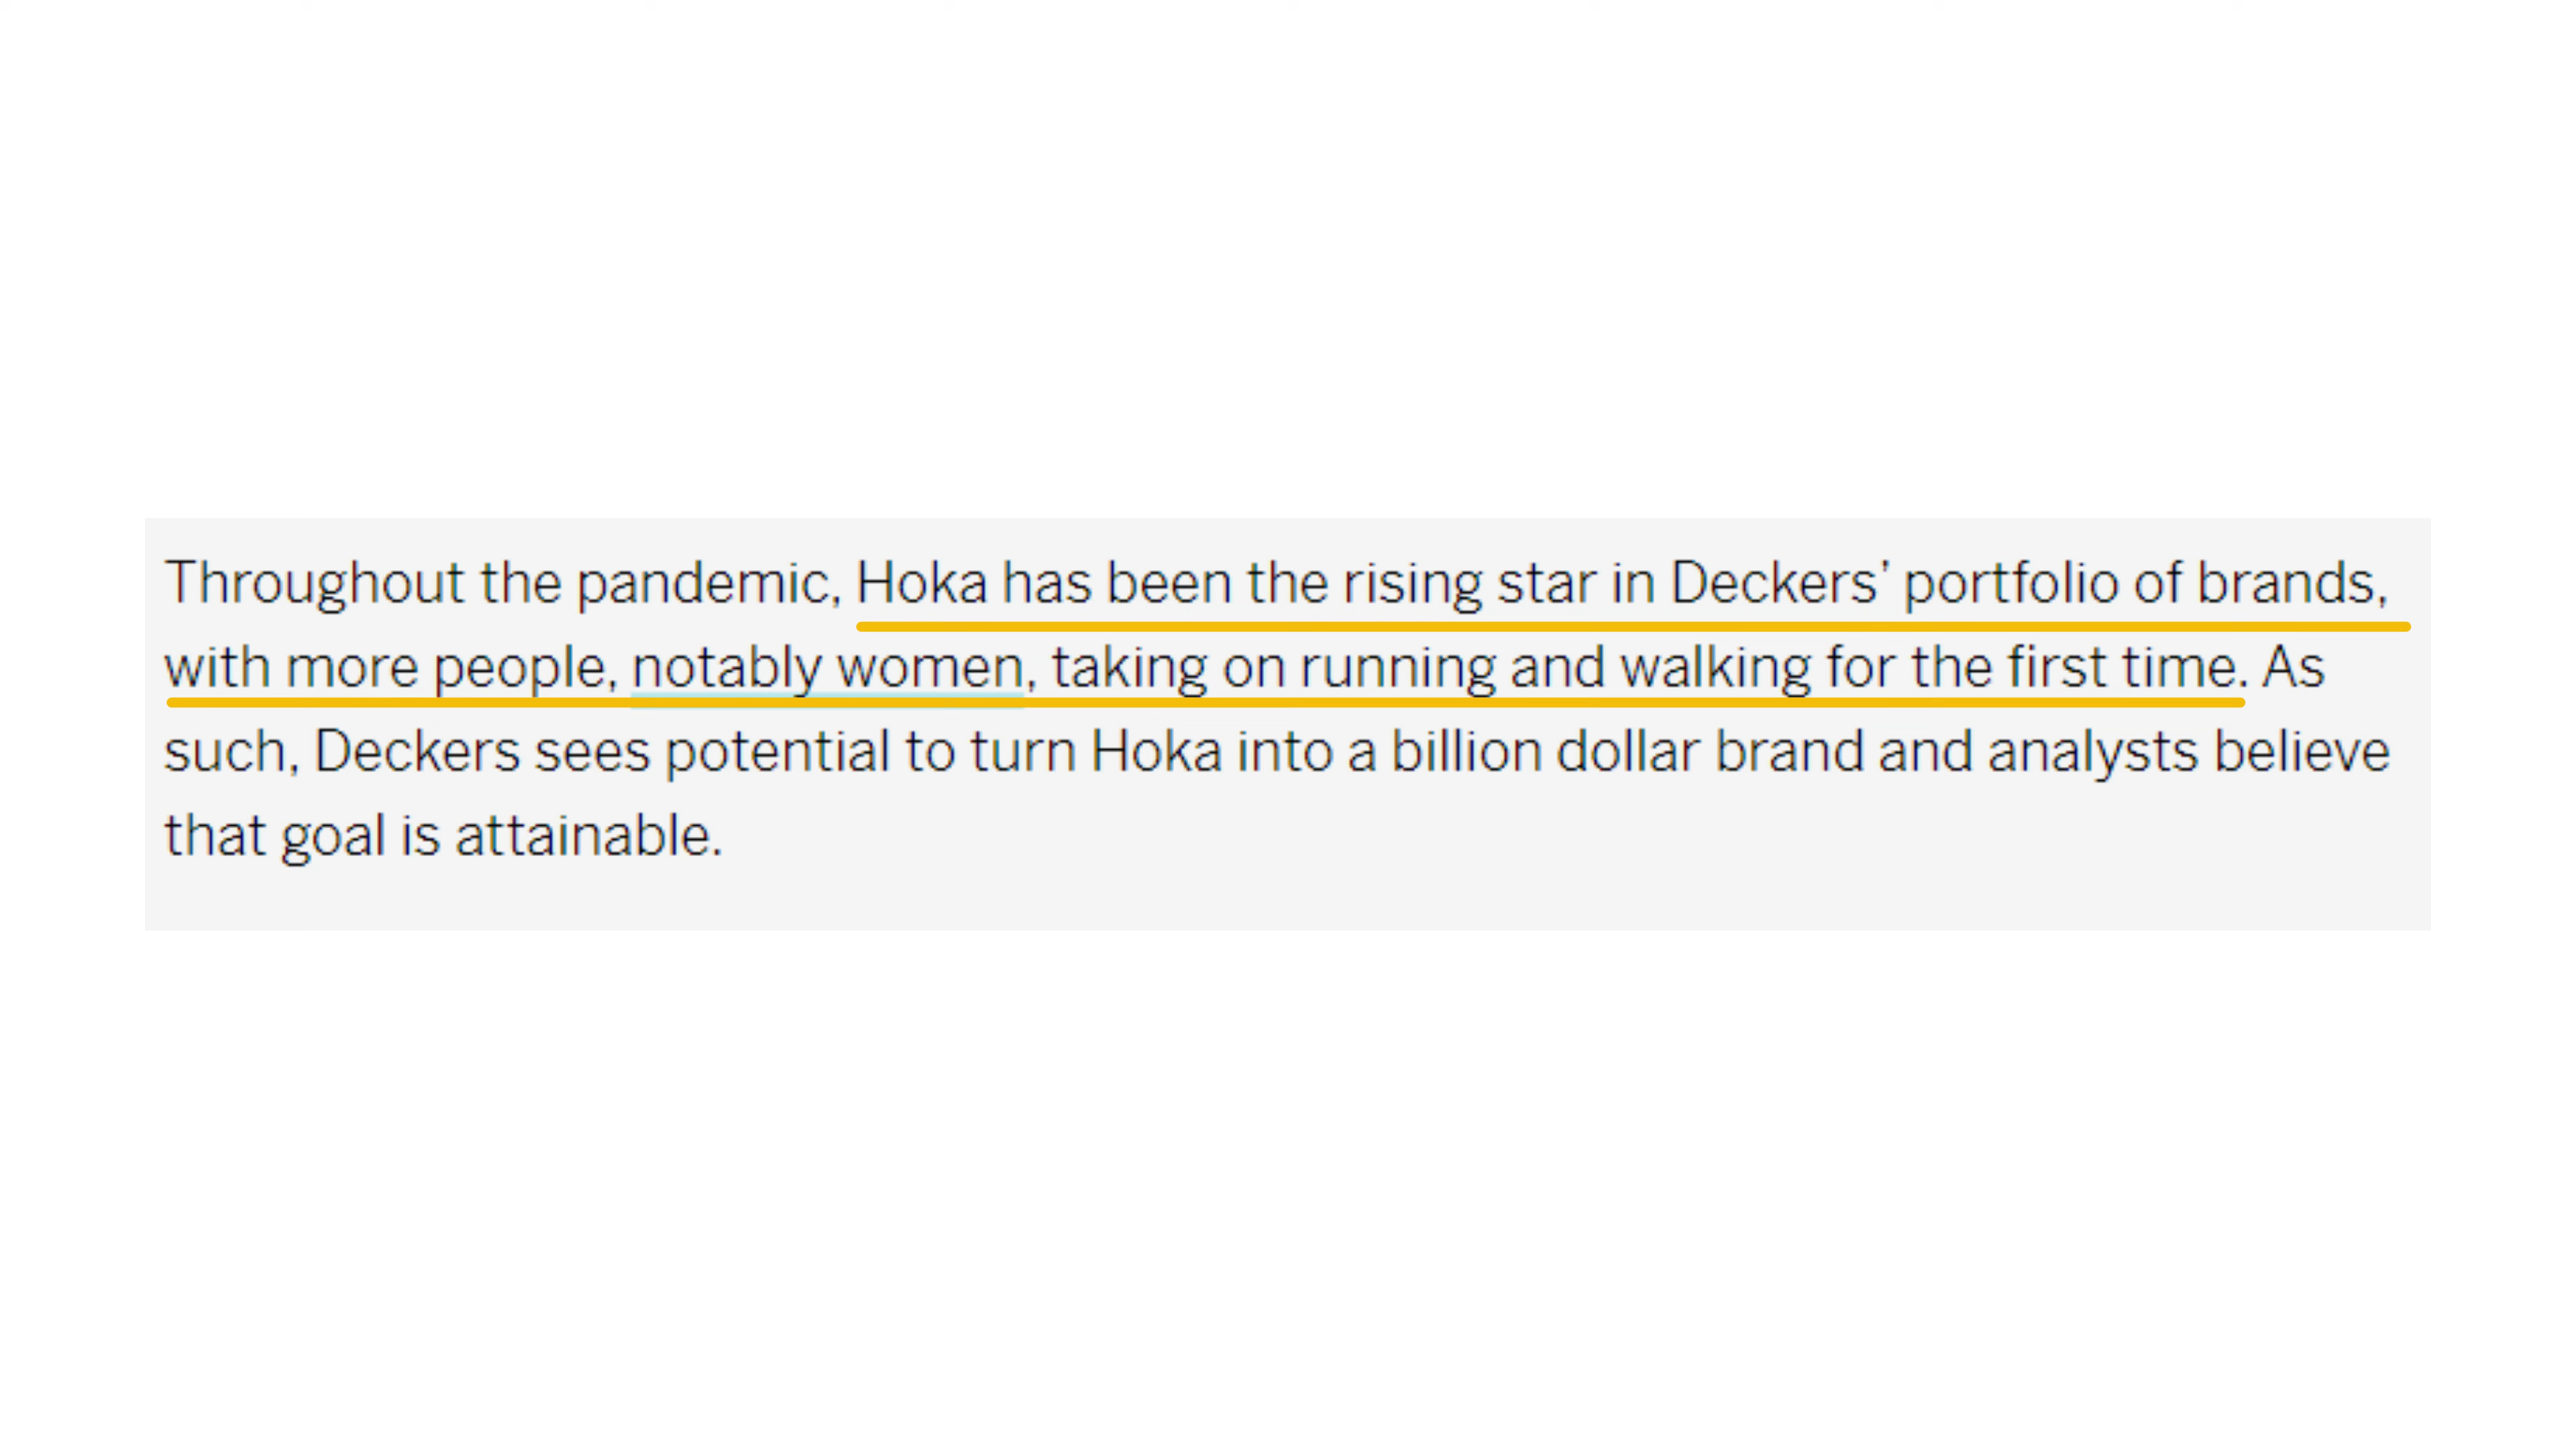 Throughout the pandemic, Hoka has been the rising star in Deckers’ portfolio of brands,
with more people, notably women, taking on running and walking for the first time. As
such, Deckers sees potential to turn Hoka into a billion dollar brand and analysts believe
that goal is attainable.